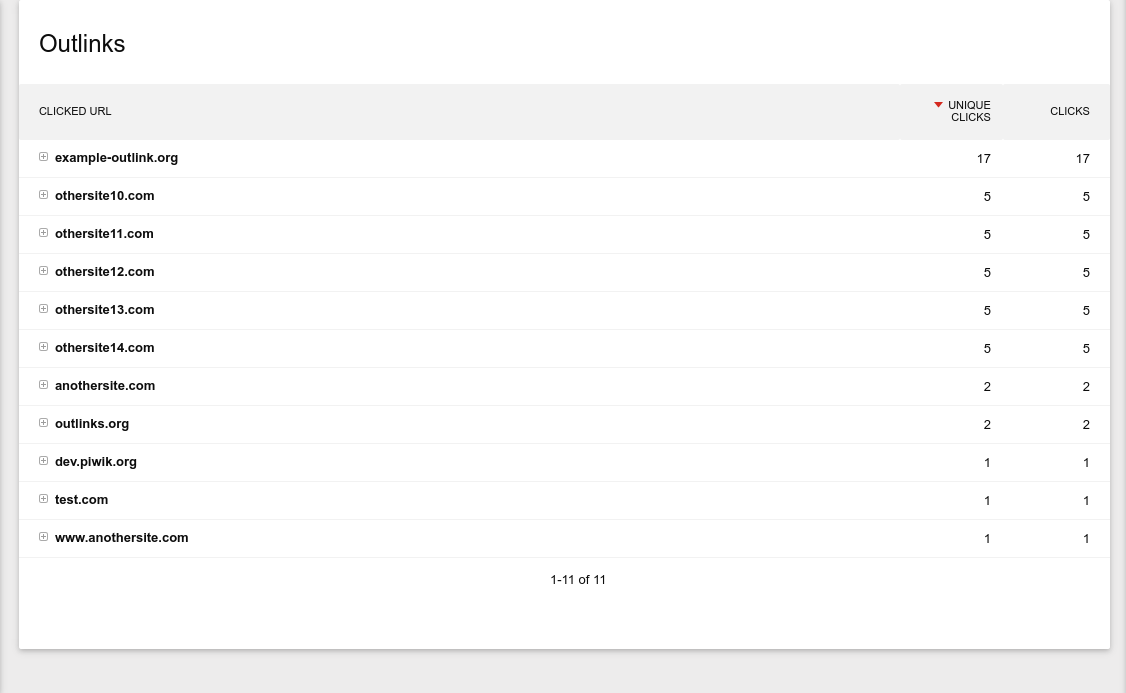 Outlinks
CLICKED URL UNIQUE CLICKS CLICKS
example-outlink.org 17 17
othersite10.com 5 5
othersite11.com 5 5
othersite12.com 5 5
othersite13.com 5 5
othersite14.com 5 5
anothersite.com 2 2
outlinks.org 2 2
dev.piwik.org 1 1
test.com 1 1
www.anothersite.com 1 1
1-11 of 11